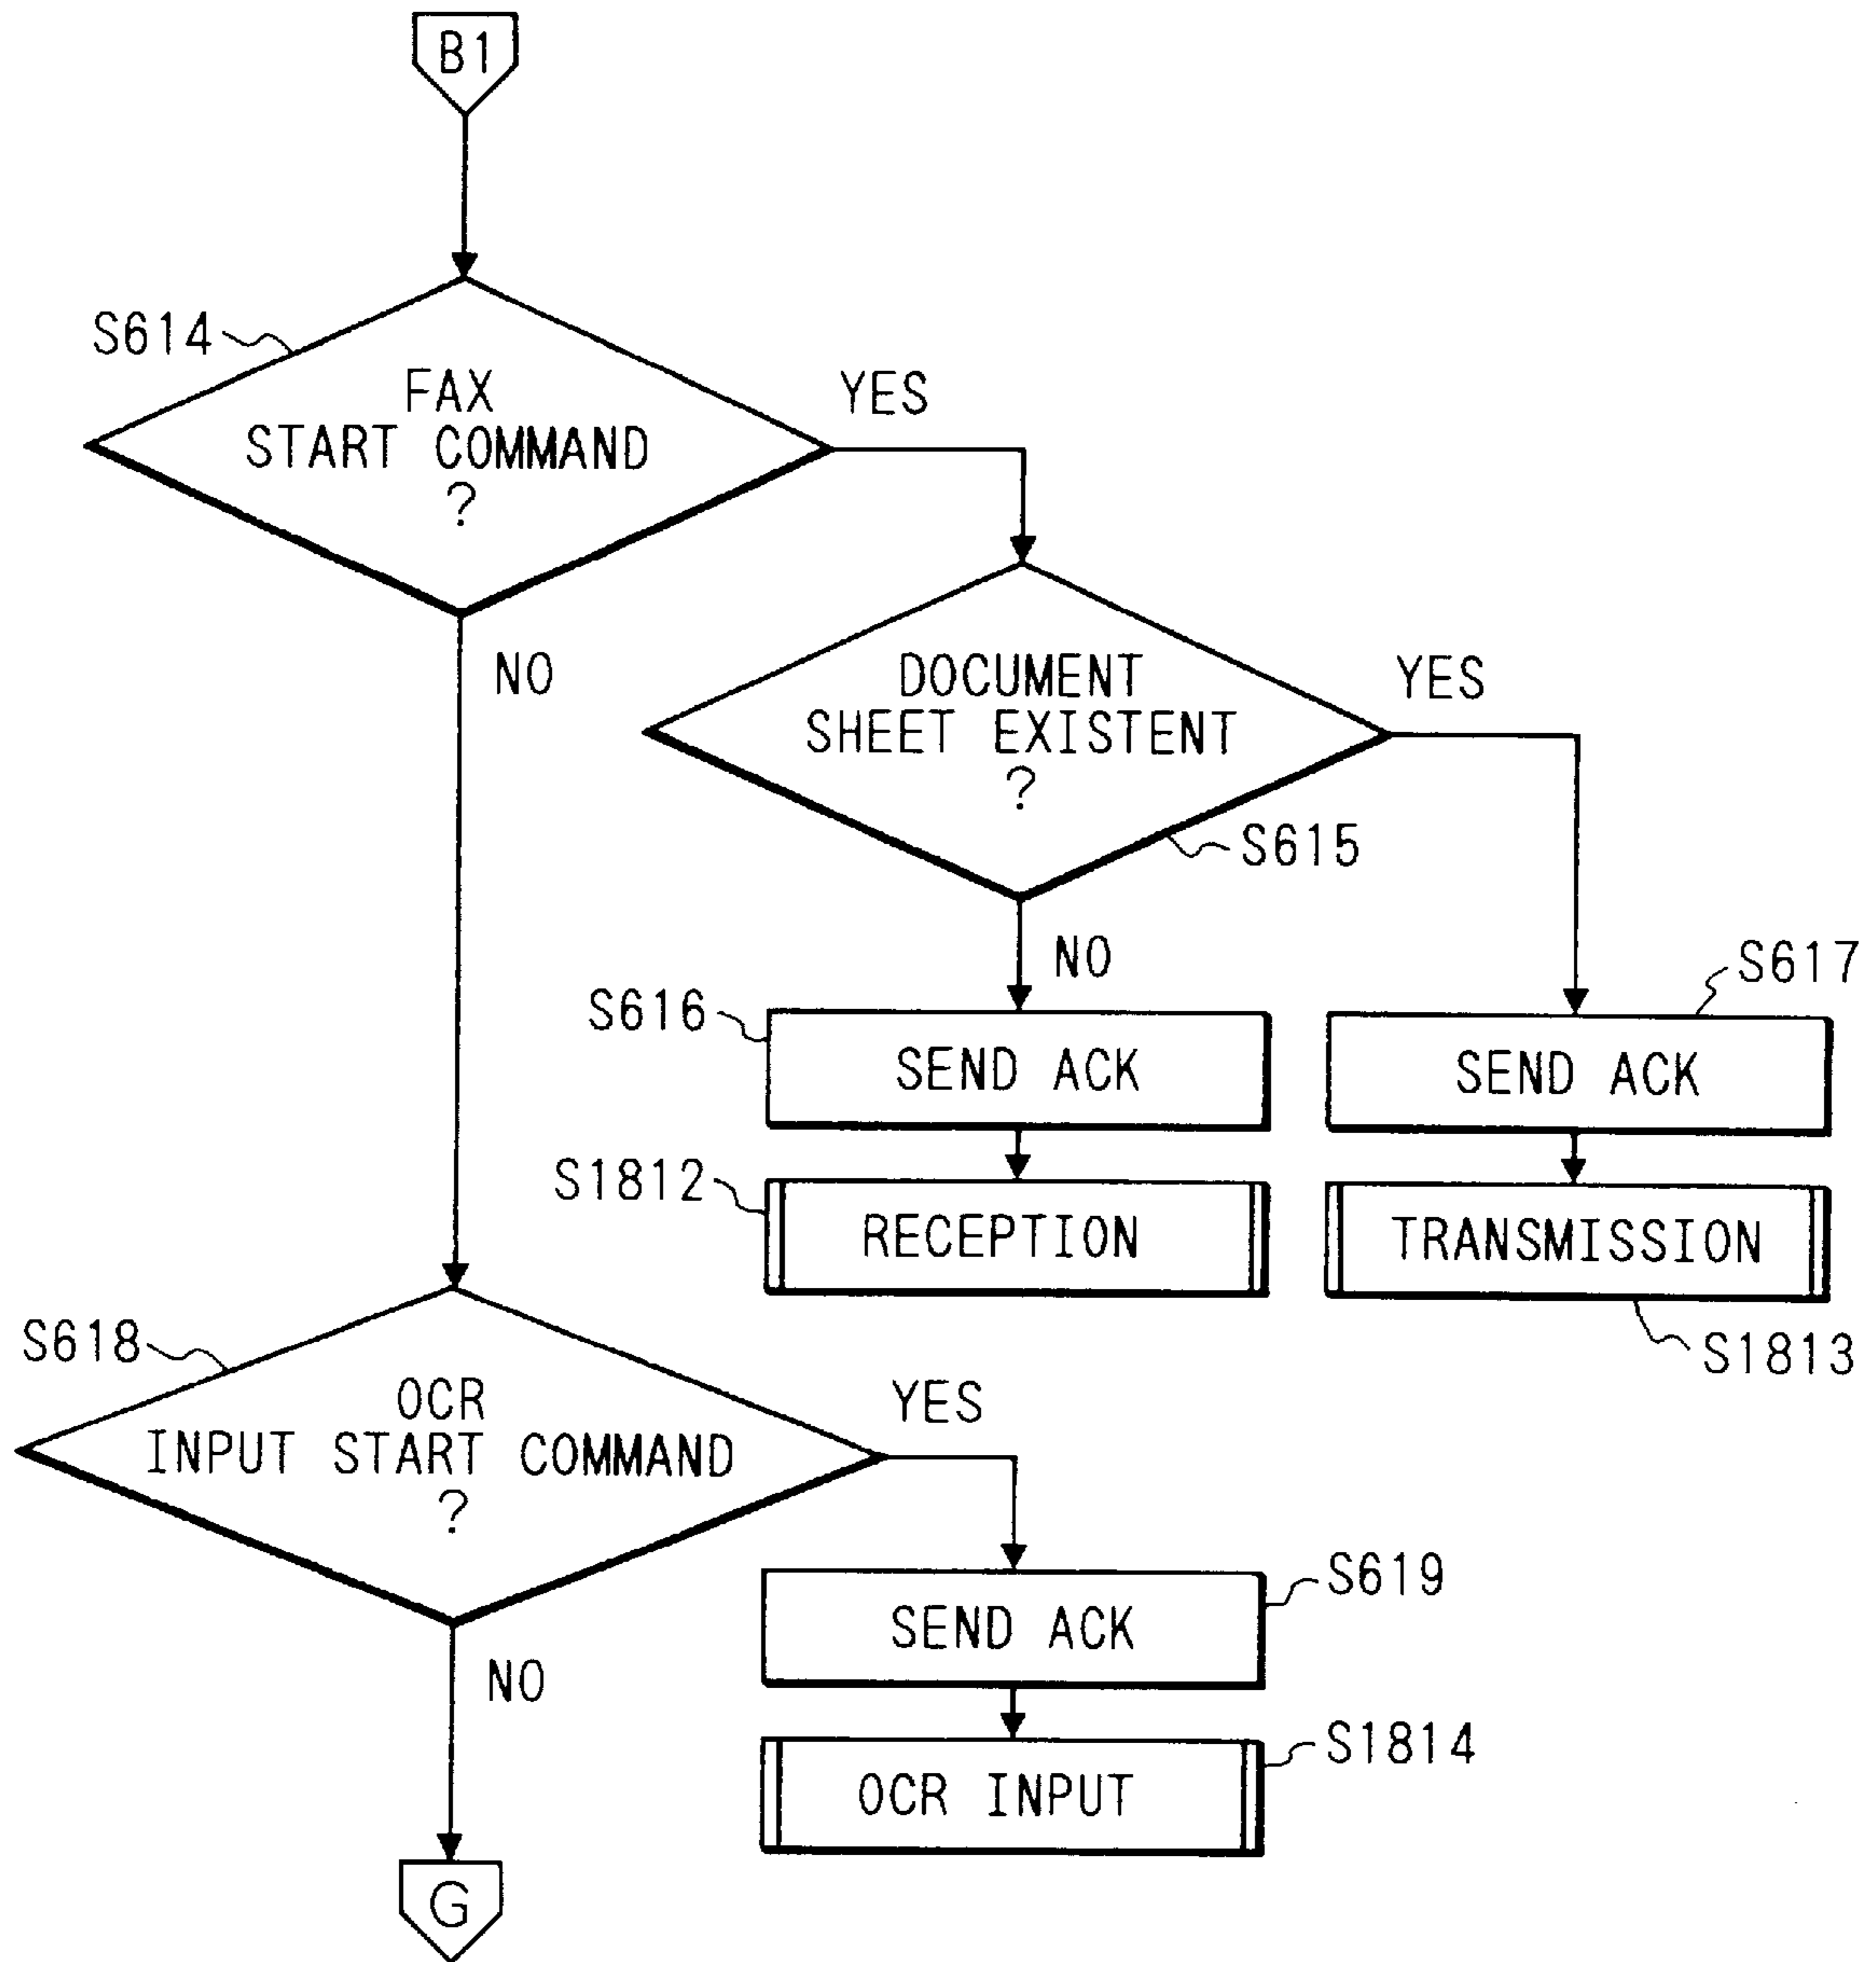 B1
S614
FAX
START COMMAND
?
YES
NO
DOCUMENT
SHEET EXISTENT
?
YES
S615
NO
S616
SEND ACK
S617
SEND ACK
S1812
RECEPTION
TRANSMISSION
S1813
S618
OCR
INPUT START COMMAND
?
YES
NO
SEND ACK
S619
OCR INPUT
S1814
G